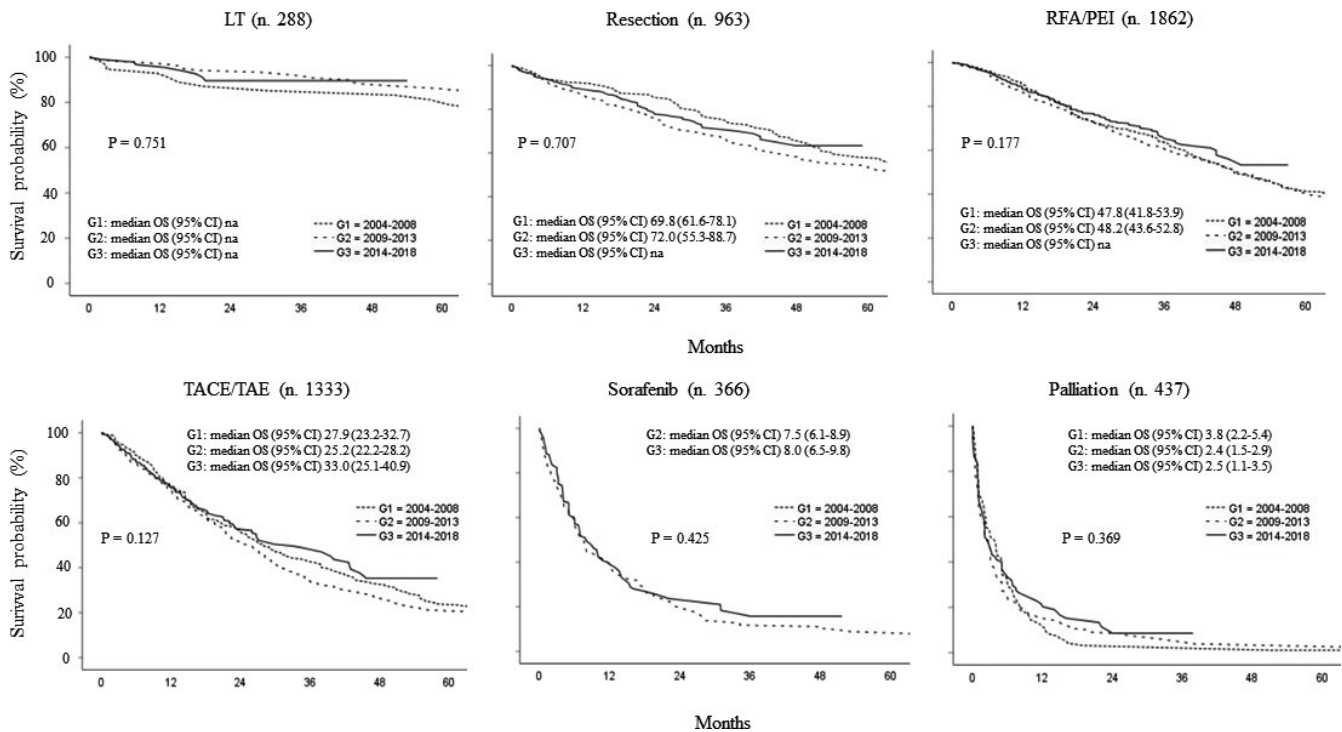 LT (n. 288)
Survival probability (%)
100
80
60
40
20
0
P = 0.751
G1: median OS (95% CI) na
G2: median OS (95% CI) na
G3: median OS (95% CI) na
G1 = 2004-2008
G2 = 2009-2013
G3 = 2014-2018
0 12 24 36 48 60
Resection (n. 963)
P = 0.707
G1: median OS (95% CI) 69.8 (61.6-78.1)
G2: median OS (95% CI) 72.0 (55.3-88.7)
G3: median OS (95% CI) na
G1 = 2004-2008
G2 = 2009-2013
G3 = 2014-2018
0 12 24 36 48 60
RFA/PEI (n. 1862)
P = 0.177
G1: median OS (95% CI) 47.8 (41.8-53.9)
G2: median OS (95% CI) 48.2 (43.6-52.8)
G3: median OS (95% CI) na
G1 = 2004-2008
G2 = 2009-2013
G3 = 2014-2018
0 12 24 36 48 60
Months
TACE/TAE (n. 1333)
Surivval probability (%)
100
80
60
40
20
0
G1: median OS (95% CI) 27.9 (23.2-32.7)
G2: median OS (95% CI) 25.2 (22.2-28.2)
G3: median OS (95% CI) 33.0 (25.1-40.9)
G1 = 2004-2008
G2 = 2009-2013
G3 = 2014-2018
P = 0.127
0 12 24 36 48 60
Sorafenib (n. 366)
G2: median OS (95% CI) 7.5 (6.1-8.9)
G3: median OS (95% CI) 8.0 (6.5-9.8)
G1 = 2004-2008
G2 = 2009-2013
G3 = 2014-2018
P = 0.425
0 12 24 36 48 60
Palliation (n. 437)
G1: median OS (95% CI) 3.8 (2.2-5.4)
G2: median OS (95% CI) 2.4 (1.5-2.9)
G3: median OS (95% CI) 2.5 (1.1-3.5)
G1 = 2004-2008
G2 = 2009-2013
G3 = 2014-2018
P = 0.369
0 12 24 36 48 60
Months